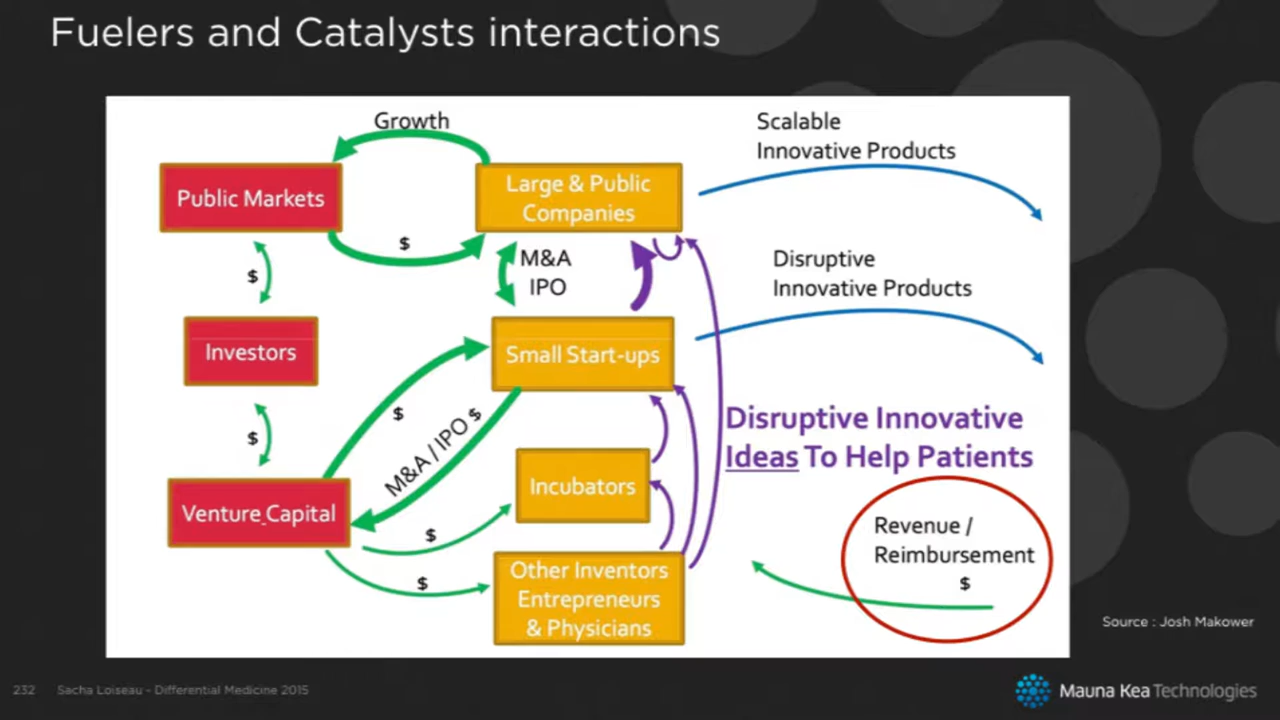 Fuelers and Catalysts interactions
Growth
Scalable
Innovative Products
Public Markets
Large & Public
Companies
$
M&A
IPO
Disruptive
Innovative Products
$
Investors
Small Start-ups
$
$
M&A / IPO $
Disruptive Innovative
Ideas To Help Patients
Venture Capital
Incubators
$
Revenue /
Reimbursement
$
$
Other Inventors
Entrepreneurs
& Physicians
Source : Josh Makower
232 Sacha Loiseau - Differential Medicine 2015
Mauna Kea Technologies